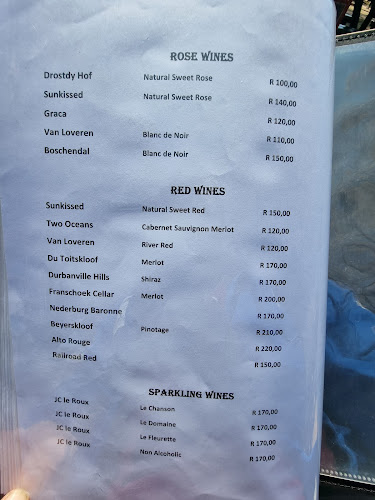 ROSE WINES
Drostdy Hof Natural Sweet Rose R 100,00
Sunkissed Natural Sweet Rose R 140,00
Graca R 120,00
Van Loveren Blanc de Noir R 110,00
Boschendal Blanc de Noir R 150,00
RED WINES
Sunkissed Natural Sweet Red R 150,00
Two Oceans Cabernet Sauvignon Merlot R 120,00
Van Loveren River Red R 120,00
Du Toitskloof Merlot R 170,00
Durbanville Hills Shiraz R 170,00
Franschoek Cellar Merlot R 200,00
Nederburg Baronne R 170,00
Beyerskloof Pinotage R 210,00
Alto Rouge R 220,00
Railroad Red R 150,00
SPARKLING WINES
JC le Roux Le Chanson R 170,00
JC le Roux Le Domaine R 170,00
JC le Roux Le Fleurette R 170,00
JC le Roux Non Alcoholic R 170,00